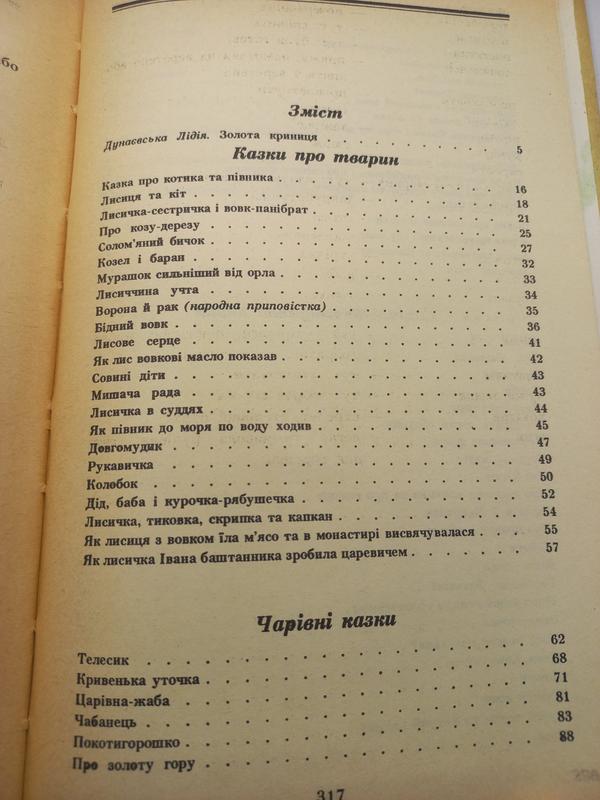 бо
Зміст
Дунаєвська Лідія. Золота криниця . . . . . . . . . 5
Казки про тварин
Казка про котика та півника . . . . . . . . . . . 16
Лисиця та кіт . . . . . . . . . . . . . . . 18
Лисичка-сестричка і вовк-панібрат . . . . . . . . . 21
Про козу-дерезу . . . . . . . . . . . . . . 25
Солом'яний бичок . . . . . . . . . . . . . . 27
Козел і баран . . . . . . . . . . . . . . . 32
Мурашок сильніший від орла . . . . . . . . . . . 33
Лисиччина учта . . . . . . . . . . . . . . 34
Ворона й рак (народна приповістка) . . . . . . . . 35
Бідний вовк . . . . . . . . . . . . . . . 36
Лисове серце . . . . . . . . . . . . . . . 41
Як лис вовкові масло показав . . . . . . . . . . 42
Совині діти . . . . . . . . . . . . . . . 43
Мишача рада . . . . . . . . . . . . . . . 43
Лисичка в суддях . . . . . . . . . . . . . . 44
Як півник до моря по воду ходив . . . . . . . . . 45
Довгомудик . . . . . . . . . . . . . . . 47
Рукавичка . . . . . . . . . . . . . . . . 49
Колобок . . . . . . . . . . . . . . . . 50
Дід, баба і курочка-рябушечка . . . . . . . . . . 52
Лисичка, тиковка, скрипка та капкан . . . . . . . . 54
Як лисиця з вовком їла м'ясо та в монастирі висвячувалася . . . 55
Як лисичка Івана баштанника зробила царевичем . . . . . 57
Чарівні казки
Телесик . . . . . . . . . . . . . . . . 62
Кривенька уточка . . . . . . . . . . . . . . 68
Царівна-жаба . . . . . . . . . . . . . . . 71
Чабанець . . . . . . . . . . . . . . . . 81
Покотигорошко . . . . . . . . . . . . . . . 83
Про золоту гору . . . . . . . . . . . . . . 88
317